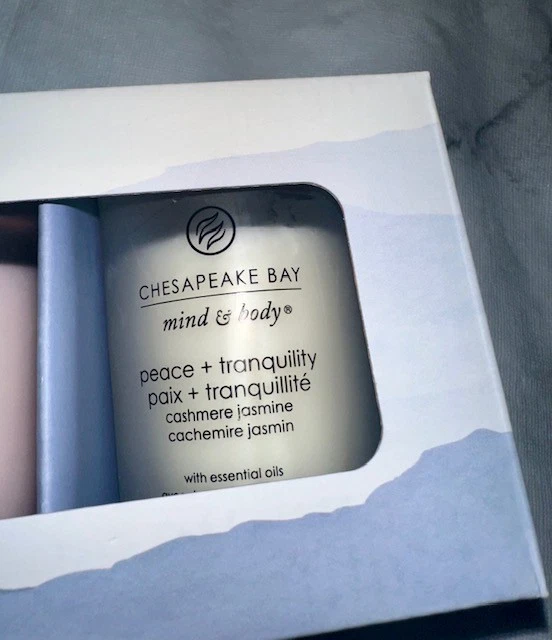 CHESAPEAKE BAY
mind & body®
peace + tranquility
paix + tranquillité
cashmere jasmine
cachemire jasmin
with essential oils